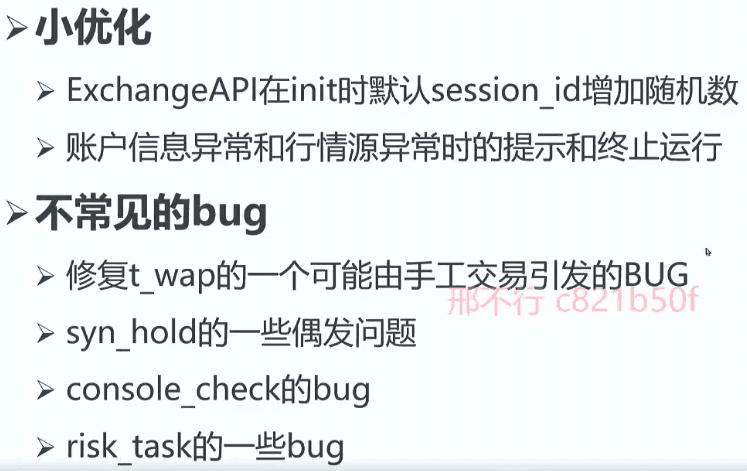 小优化
ExchangeAPI在init时默认session_id增加随机数
账户信息异常和行情源异常时的提示和终止运行
不常见的bug
修复t_wap的一个可能由手工交易引发的BUG
邢不行 c821b50f
syn_hold的一些偶发问题
console_check的bug
risk_task的一些bug